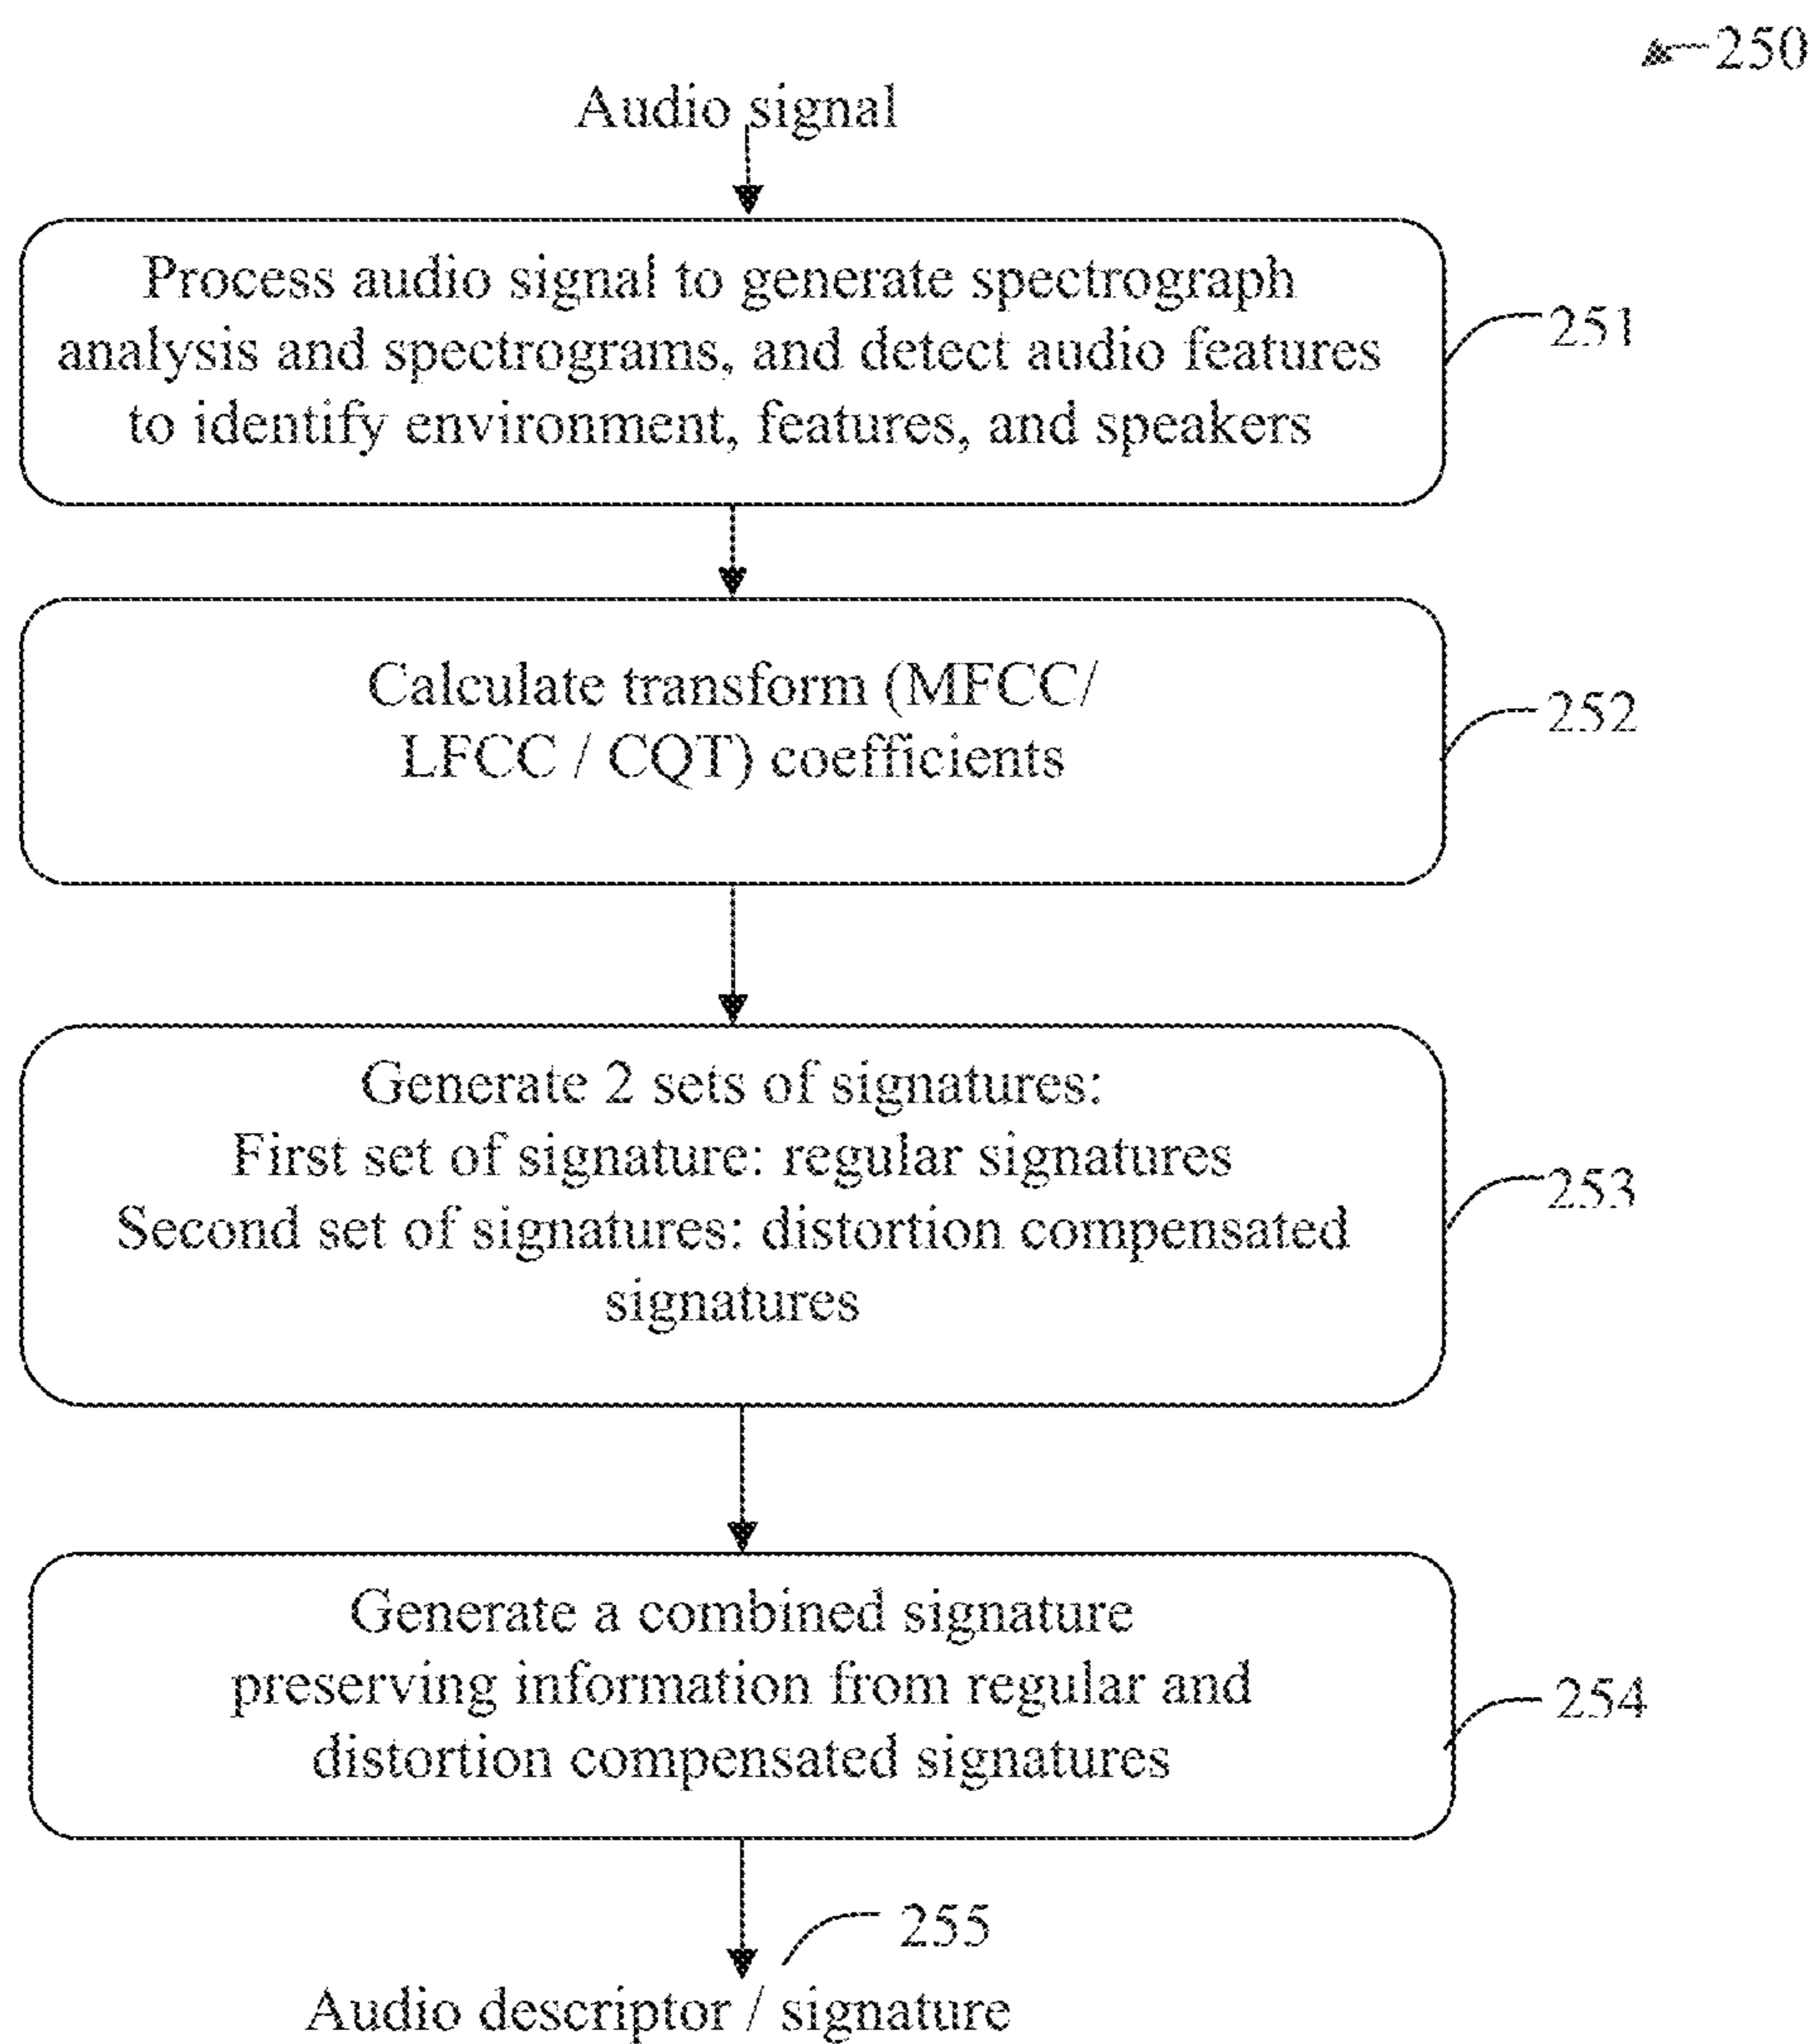 250
Audio signal
Process audio signal to generate spectrograph
analysis and spectrograms, and detect audio features
to identify environment, features, and speakers
251
Calculate transform (MFCC/
LFCC / CQT) coefficients
252
Generate 2 sets of signatures:
First set of signature: regular signatures
Second set of signatures: distortion compensated
signatures
253
Generate a combined signature
preserving information from regular and
distortion compensated signatures
254
255
Audio descriptor / signature